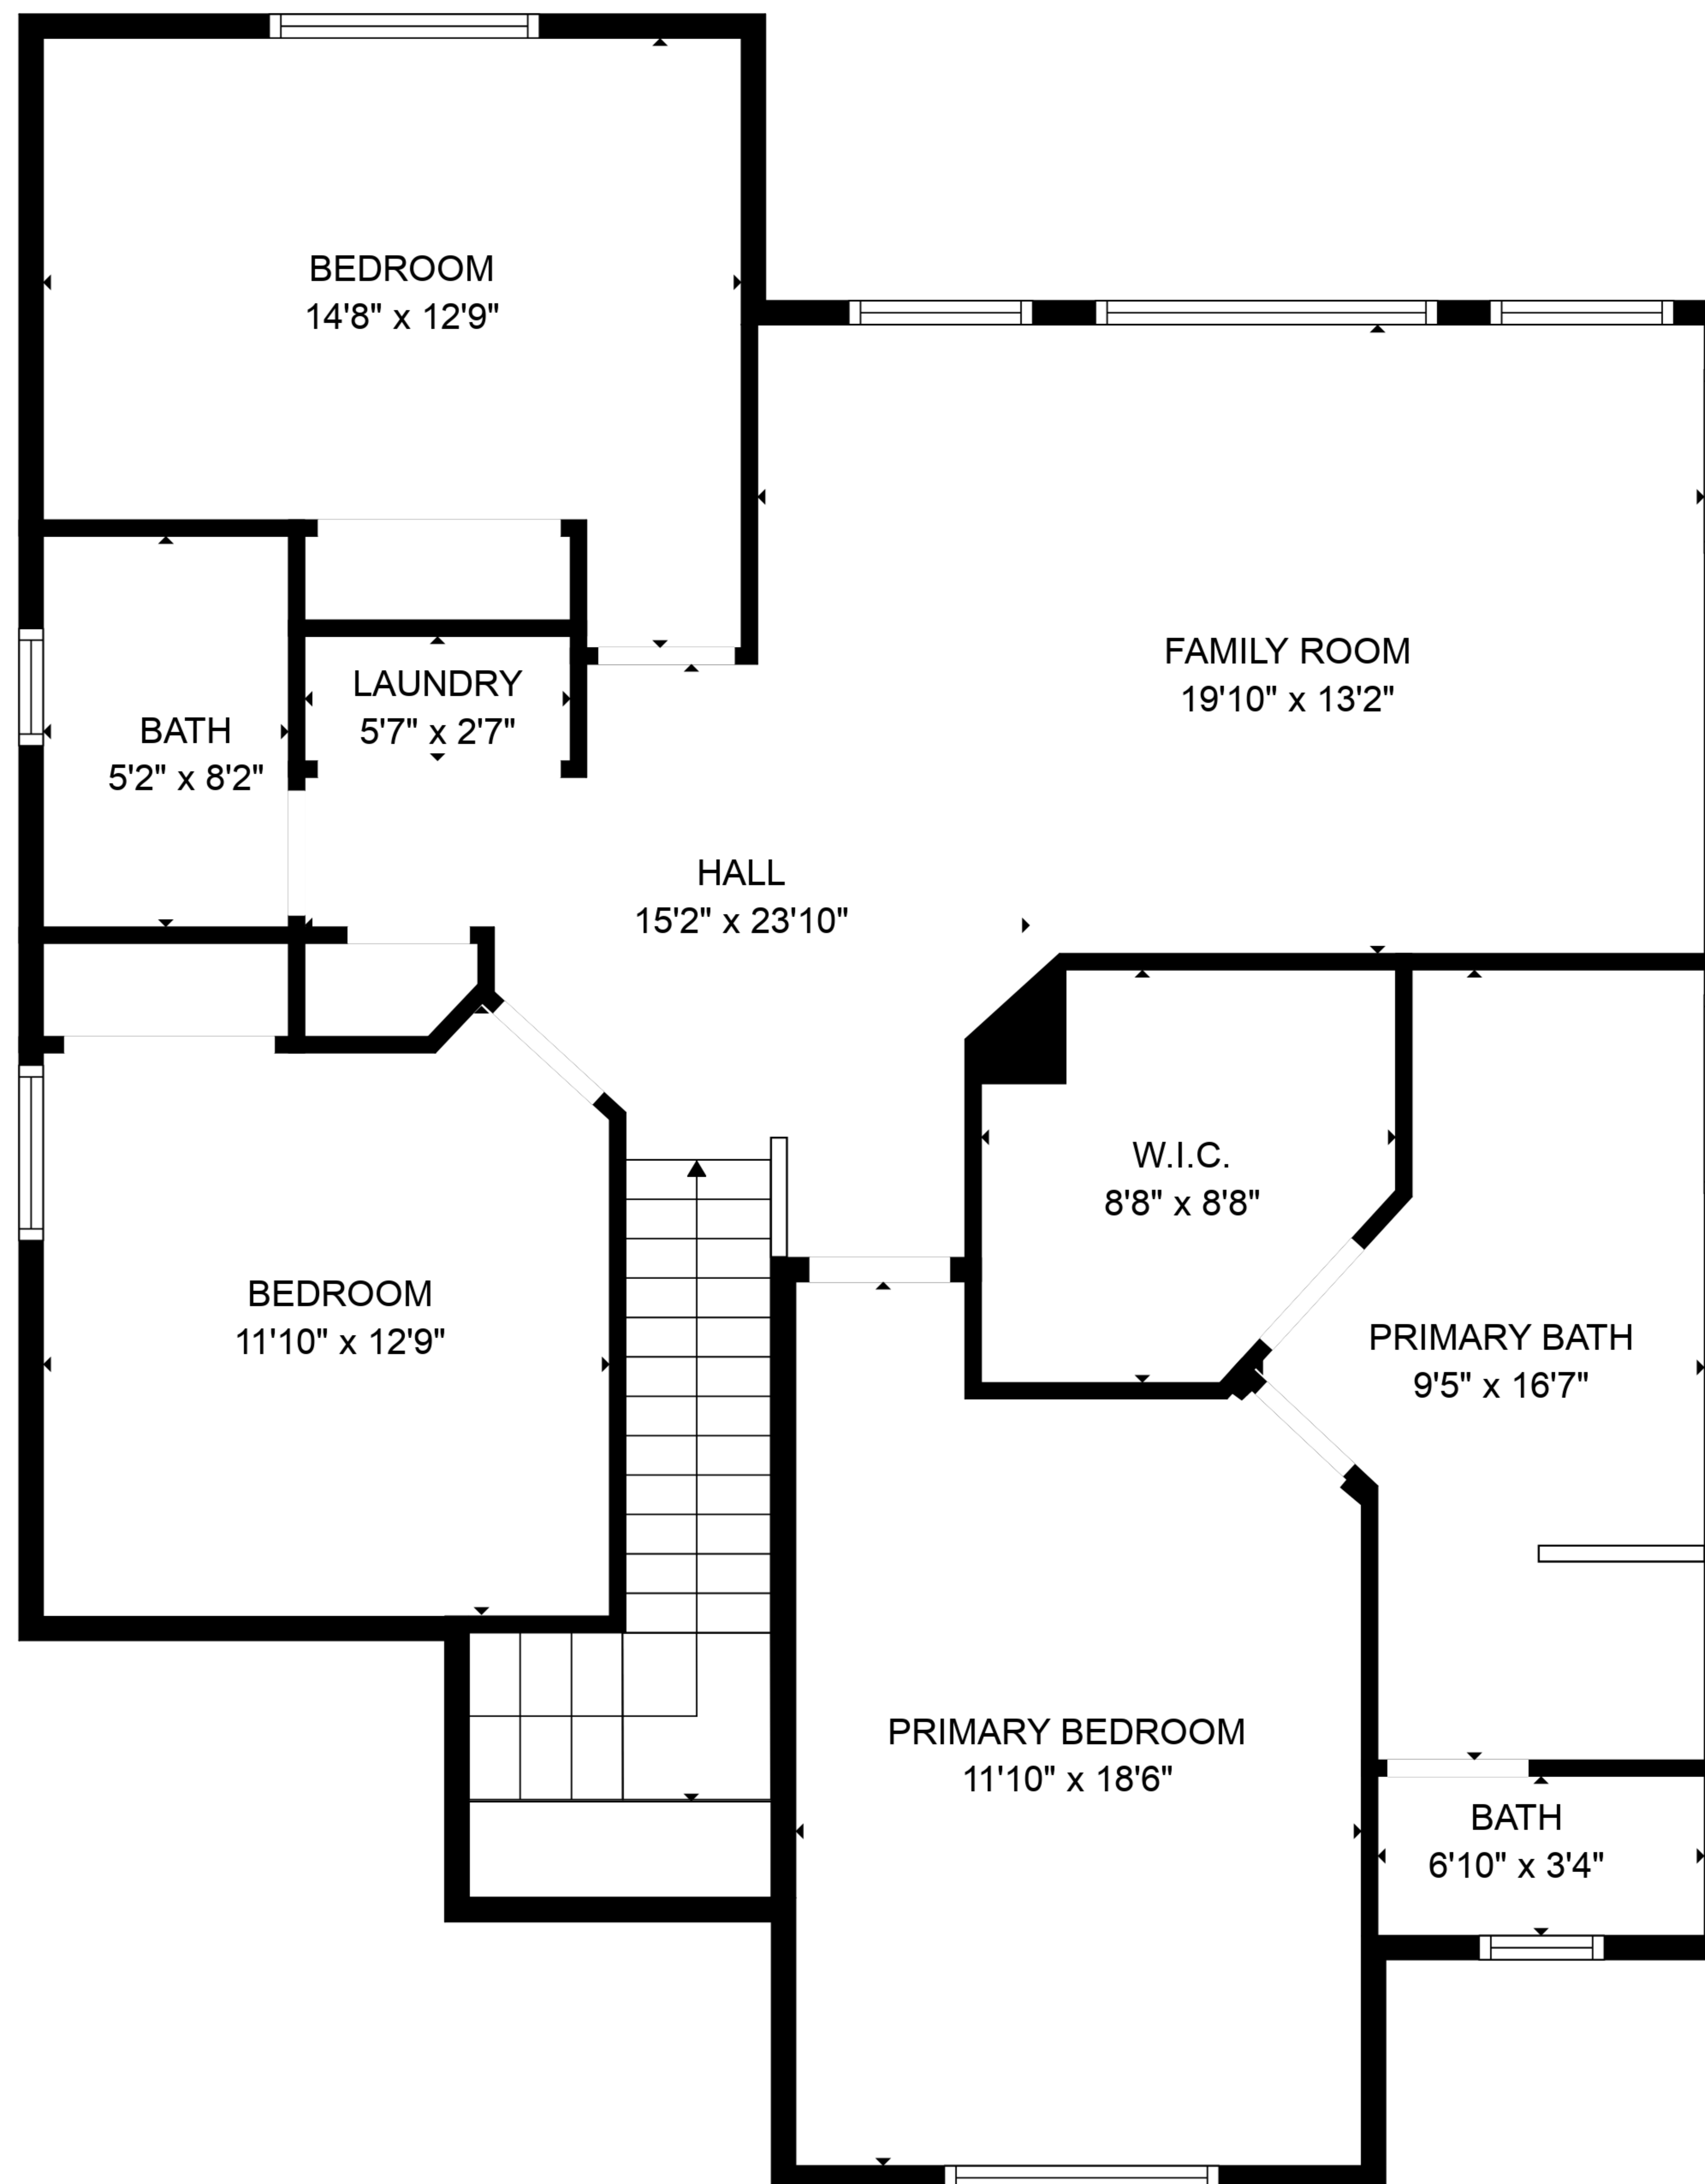 BEDROOM
14'8" x 12'9"
FAMILY ROOM
19'10" x 13'2"
LAUNDRY
5'7" x 2'7"
BATH
5'2" x 8'2"
HALL
15'2" x 23'10"
W.I.C.
8'8" x 8'8"
BEDROOM
11'10" x 12'9"
PRIMARY BATH
9'5" x 16'7"
PRIMARY BEDROOM
11'10" x 18'6"
BATH
6'10" x 3'4"